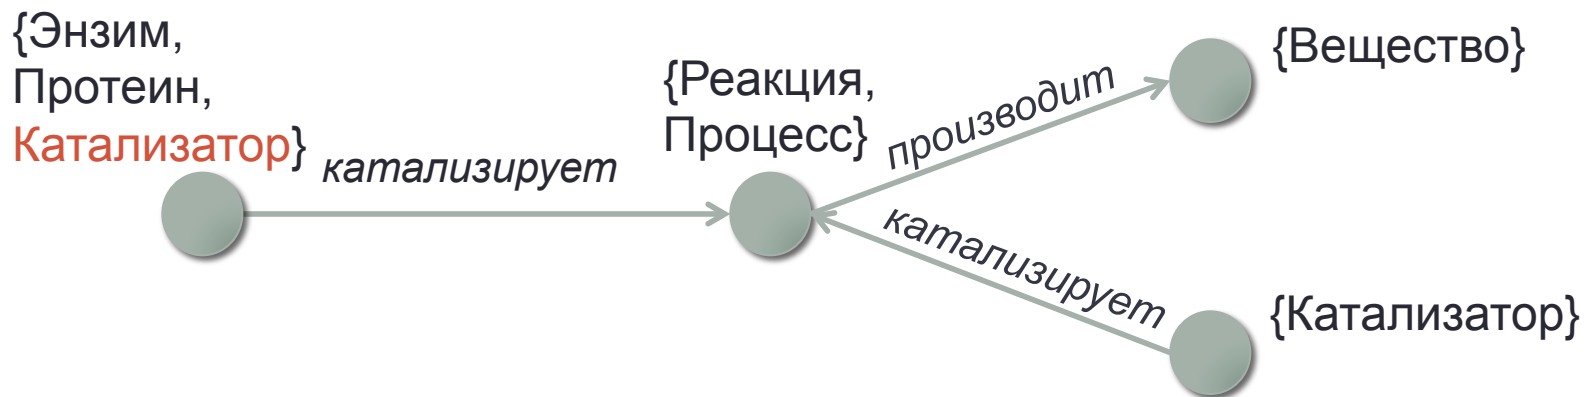 {Энзим,
Протеин,
Катализатор}
катализирует
{Реакция,
Процесс}
производит
{Вещество}
катализирует
{Катализатор}